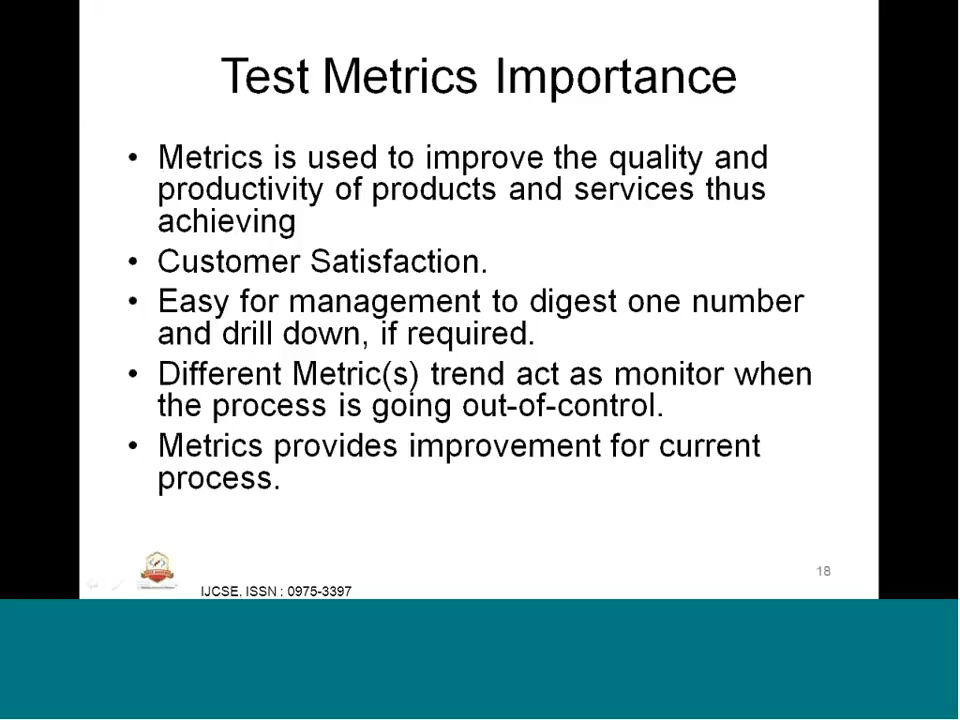 Test Metrics Importance
• Metrics is used to improve the quality and
productivity of products and services thus
achieving
• Customer Satisfaction.
• Easy for management to digest one number
and drill down, if required.
• Different Metric(s) trend act as monitor when
the process is going out-of-control.
• Metrics provides improvement for current
process.
18
IJCSE, ISSN : 0975-3397